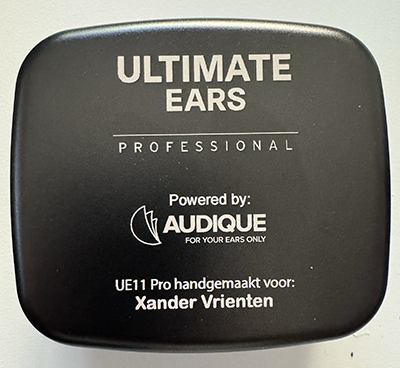 ULTIMATE
EARS
PROFESSIONAL
Powered by:
AUDIQUE
FOR YOUR EARS ONLY
UE11 Pro handgemaakt voor:
Xander Vrienten